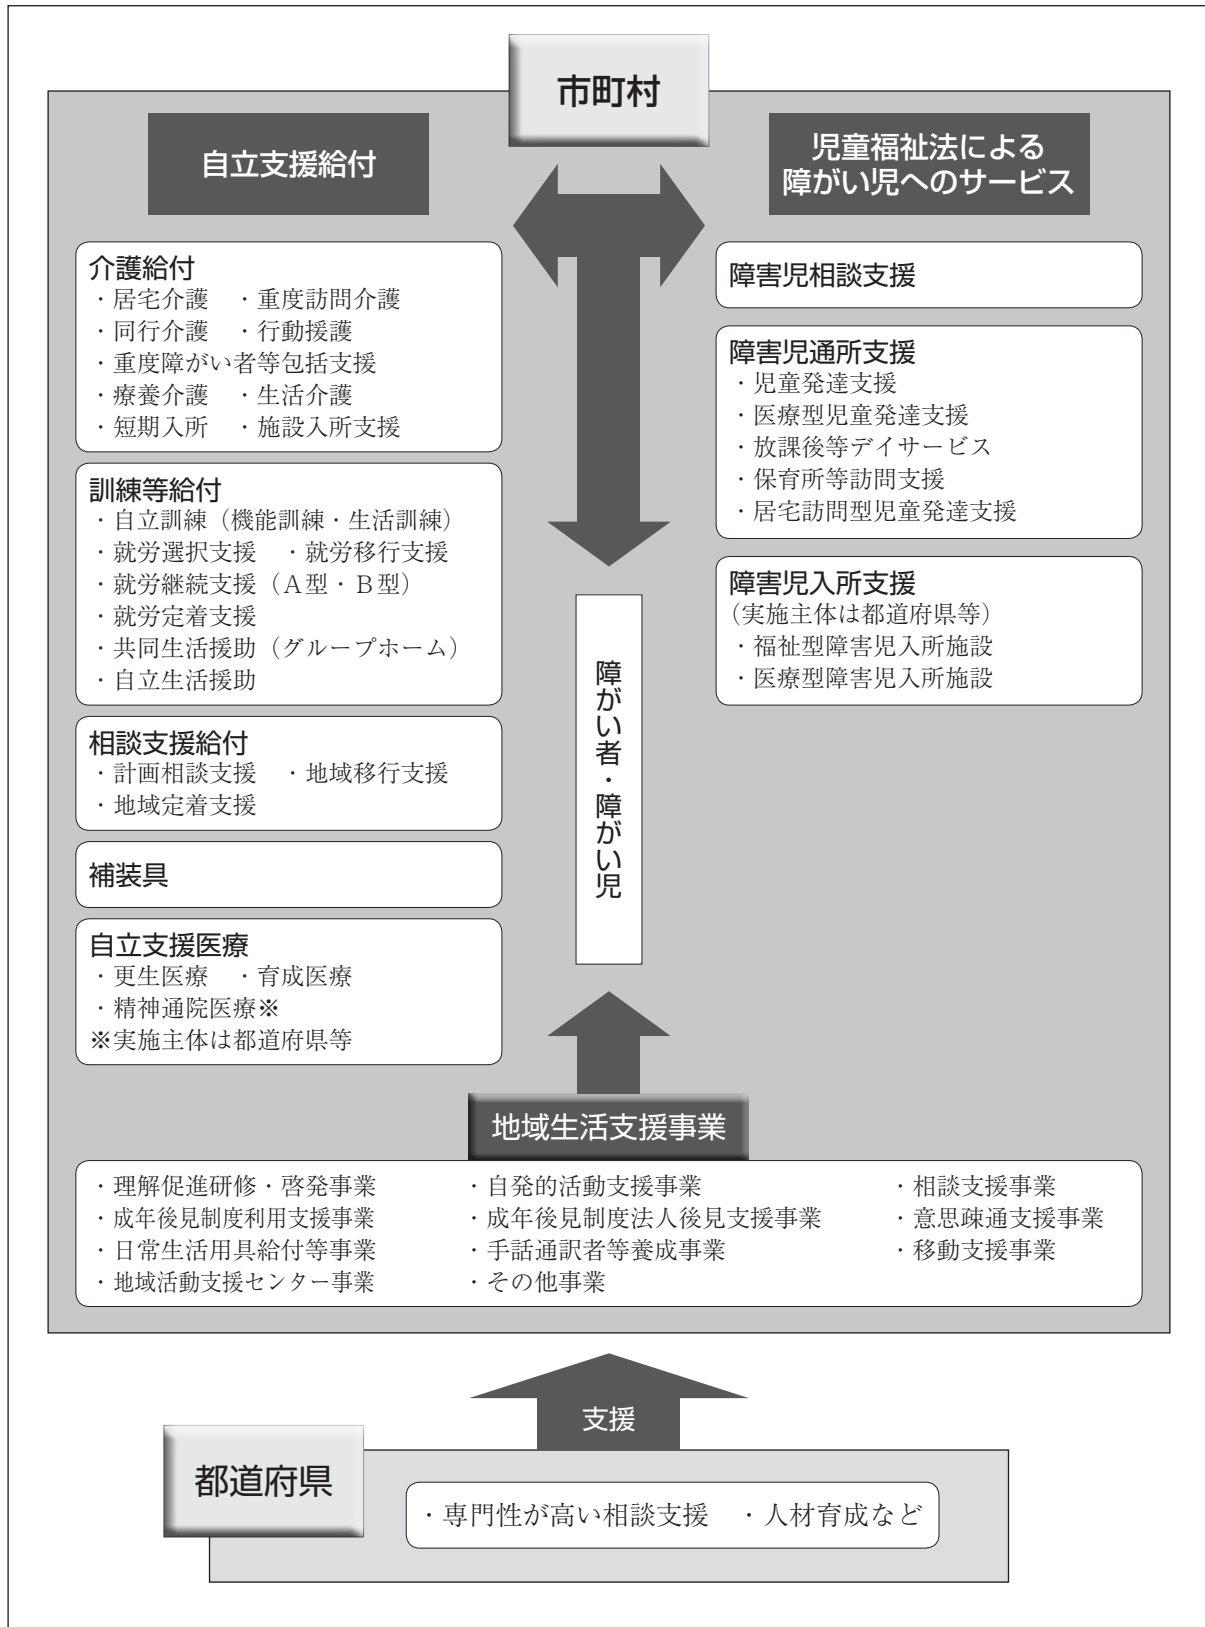 市町村
自立支援給付
介護給付
・居宅介護　・重度訪問介護
・同行介護　・行動援護
・重度障がい者等包括支援
・療養介護　・生活介護
・短期入所　・施設入所支援
訓練等給付
・自立訓練（機能訓練・生活訓練）
・就労選択支援　・就労移行支援
・就労継続支援（Ａ型・Ｂ型）
・就労定着支援
・共同生活援助（グループホーム）
・自立生活援助
相談支援給付
・計画相談支援　・地域移行支援
・地域定着支援
補装具
自立支援医療
・更生医療　・育成医療
・精神通院医療※
※実施主体は都道府県等
児童福祉法による
障がい児へのサービス
障害児相談支援
障害児通所支援
・児童発達支援
・医療型児童発達支援
・放課後等デイサービス
・保育所等訪問支援
・居宅訪問型児童発達支援
障害児入所支援
（実施主体は都道府県等）
・福祉型障害児入所施設
・医療型障害児入所施設
障がい者・障がい児
地域生活支援事業
・理解促進研修・啓発事業　・自発的活動支援事業　・相談支援事業
・成年後見制度利用支援事業　・成年後見制度法人後見支援事業　・意思疎通支援事業
・日常生活用具給付等事業　・手話通訳者等養成事業　・移動支援事業
・地域活動支援センター事業　・その他事業
支援
都道府県
・専門性が高い相談支援　・人材育成など